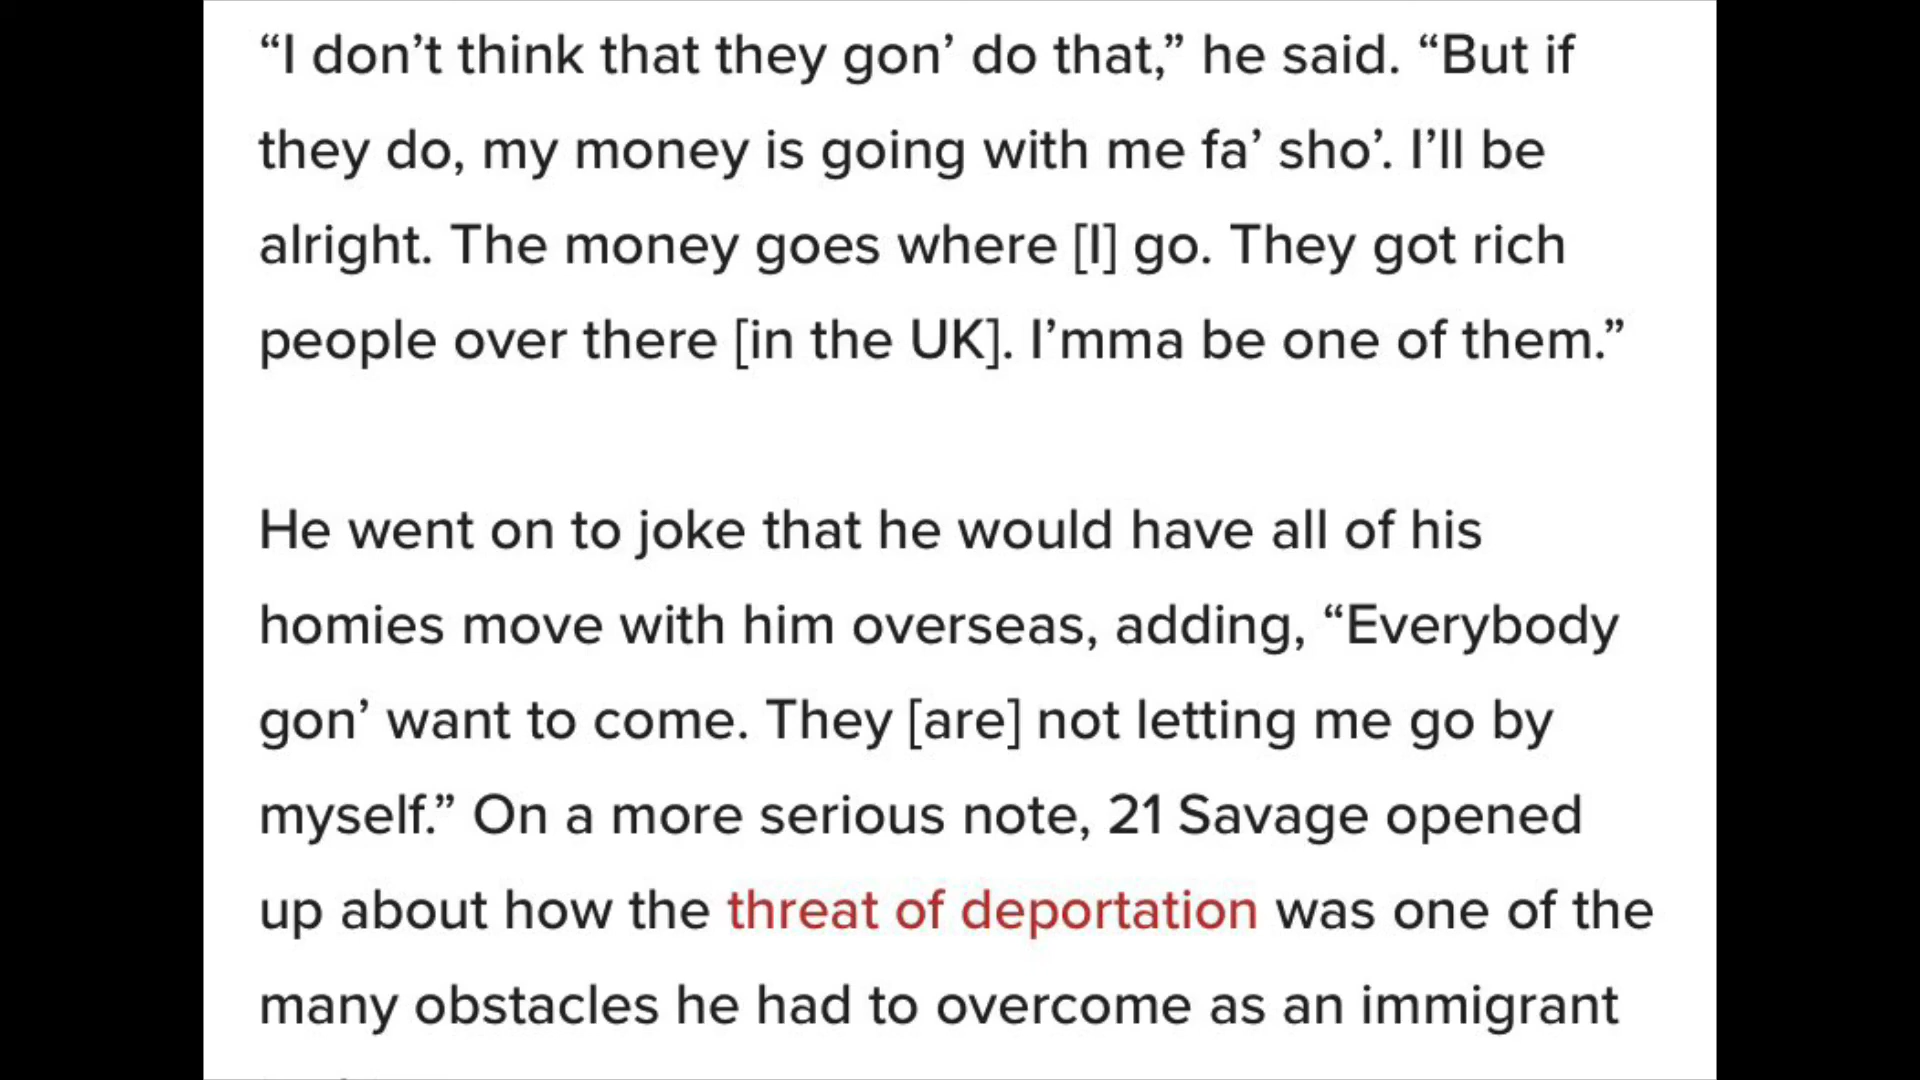 “I don’t think that they gon’ do that,” he said. “But if
they do, my money is going with me fa’ sho’. I’ll be
alright. The money goes where [I] go. They got rich
people over there [in the UK]. I’mma be one of them.”
He went on to joke that he would have all of his
homies move with him overseas, adding, “Everybody
gon’ want to come. They [are] not letting me go by
myself.” On a more serious note, 21 Savage opened
up about how the threat of deportation was one of the
many obstacles he had to overcome as an immigrant